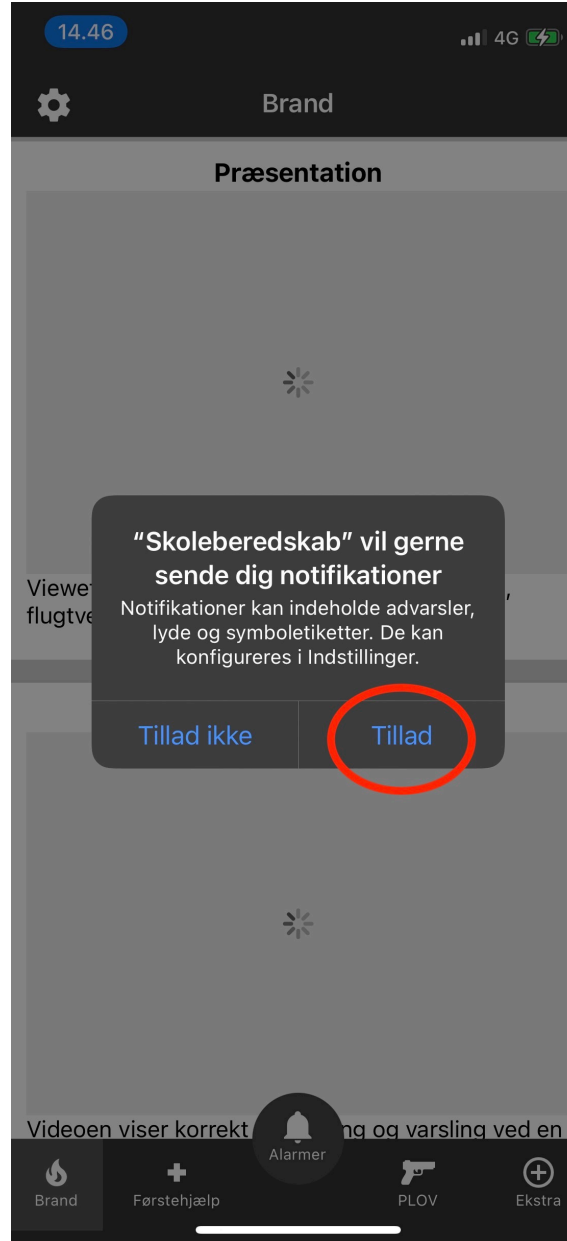 14.46
4G
Brand
Præsentation
“Skoleberedskab” vil gerne
sende dig notifikationer
Notifikationer kan indeholde advarsler,
lyde og symboletiketter. De kan
konfigureres i Indstillinger.
Tillad ikke
Tillad
Videoen viser korrekt og varsling ved en
Alarmer
Brand
Førstehjælp
PLOV
Ekstra